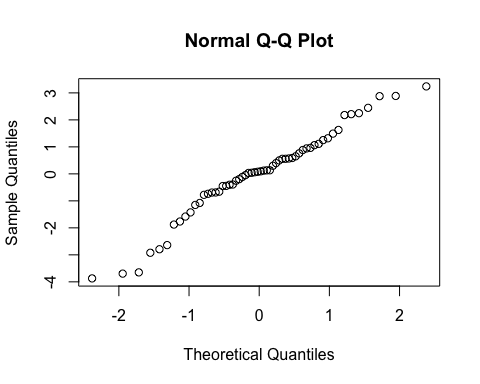 Normal Q-Q Plot
Sample Quantiles
3
2
1
0
-2
-4
-2 -1 0 1 2
Theoretical Quantiles